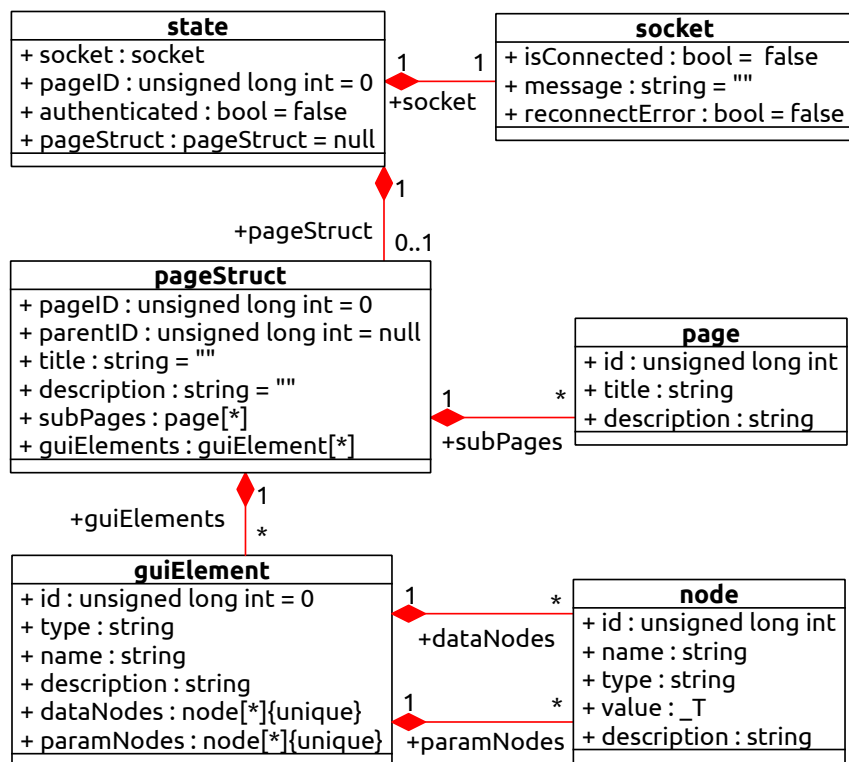 state
+ socket : socket
+ pageID : unsigned long int = 0
+ authenticated : bool = false
+ pageStruct : pageStruct = null
1
1
+socket
socket
+ isConnected : bool =  false
+ message : string = ""
+ reconnectError : bool = false
1
+pageStruct
0..1
pageStruct
+ pageID : unsigned long int = 0
+ parentID : unsigned long int = null
+ title : string = ""
+ description : string = ""
+ subPages : page[*]
+ guiElements : guiElement[*]
1
*
+subPages
page
+ id : unsigned long int
+ title : string
+ description : string
1
+guiElements
*
guiElement
+ id : unsigned long int = 0
+ type : string
+ name : string
+ description : string
+ dataNodes : node[*]{unique}
+ paramNodes : node[*]{unique}
1
*
+dataNodes
1
*
+paramNodes
node
+ id : unsigned long int
+ name : string
+ type : string
+ value : _T
+ description : string